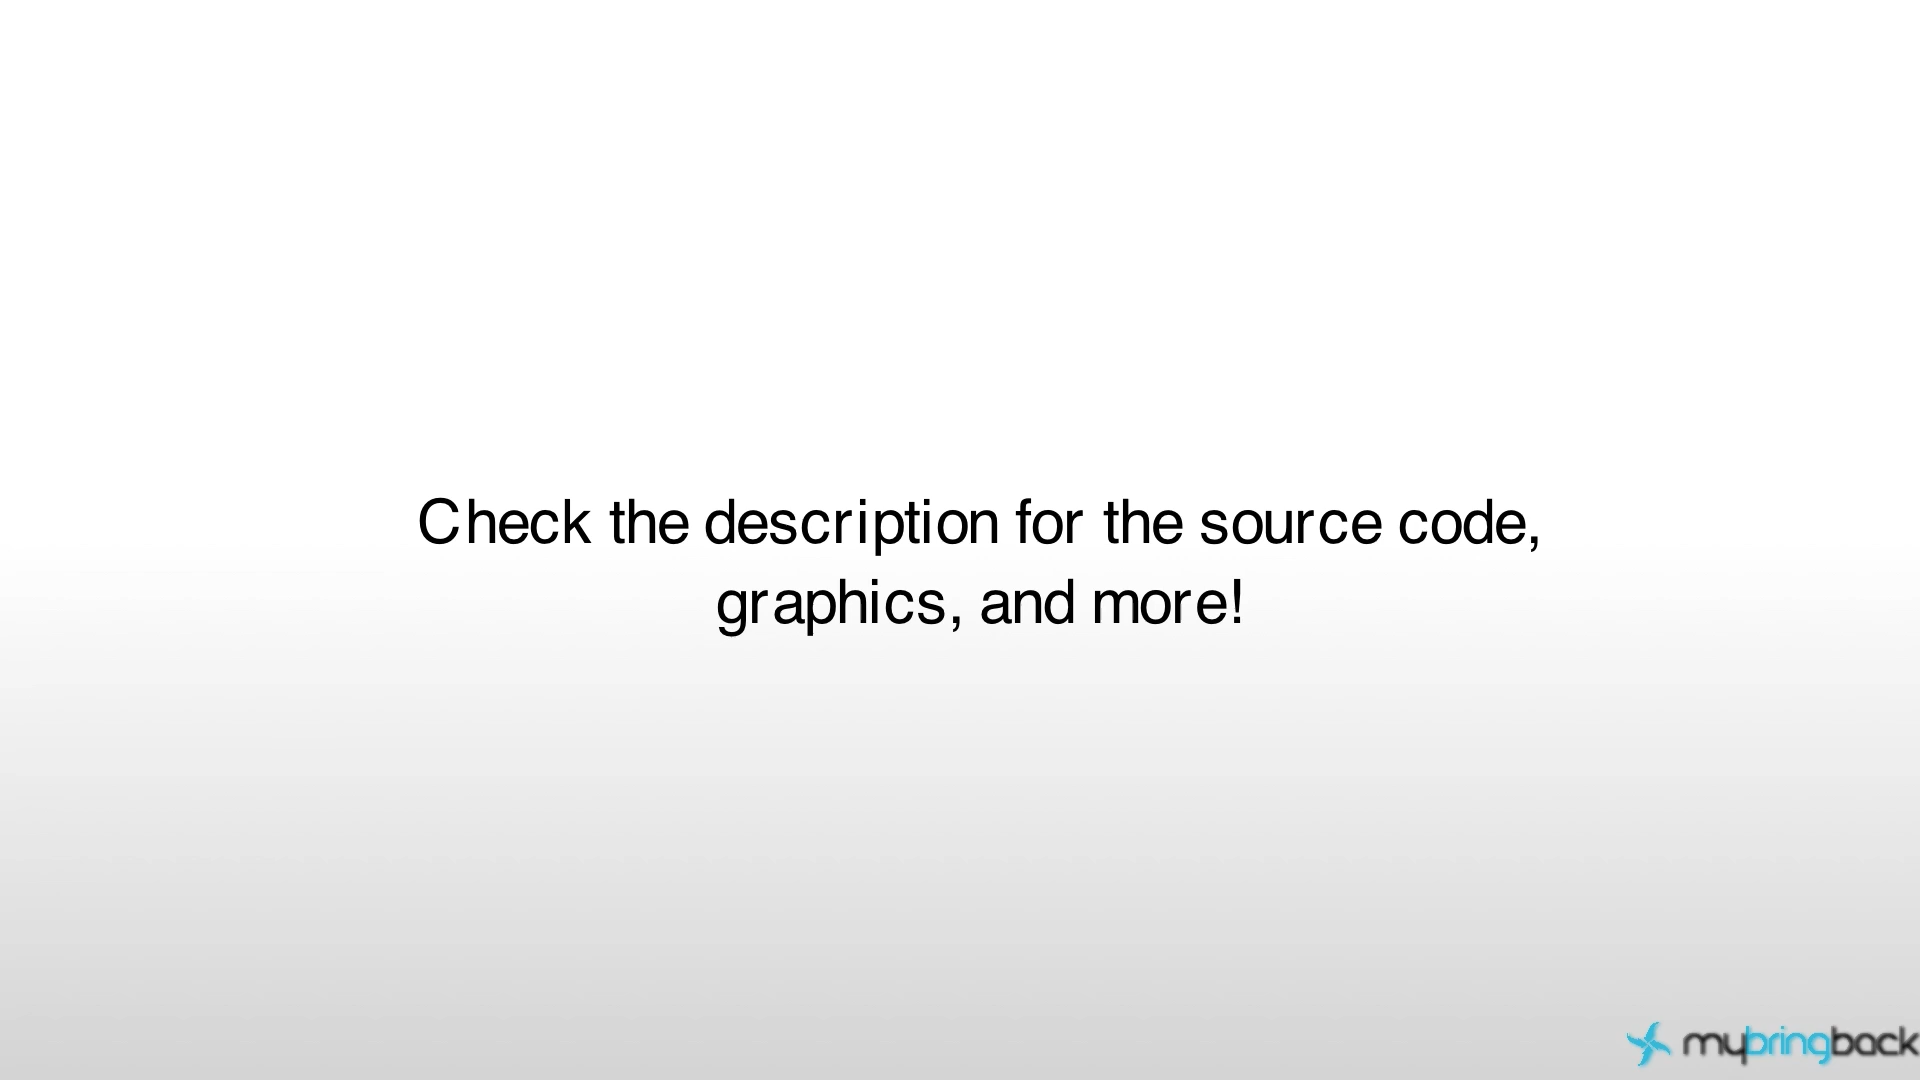 Check the description for the source code,
graphics, and more!
mybringback